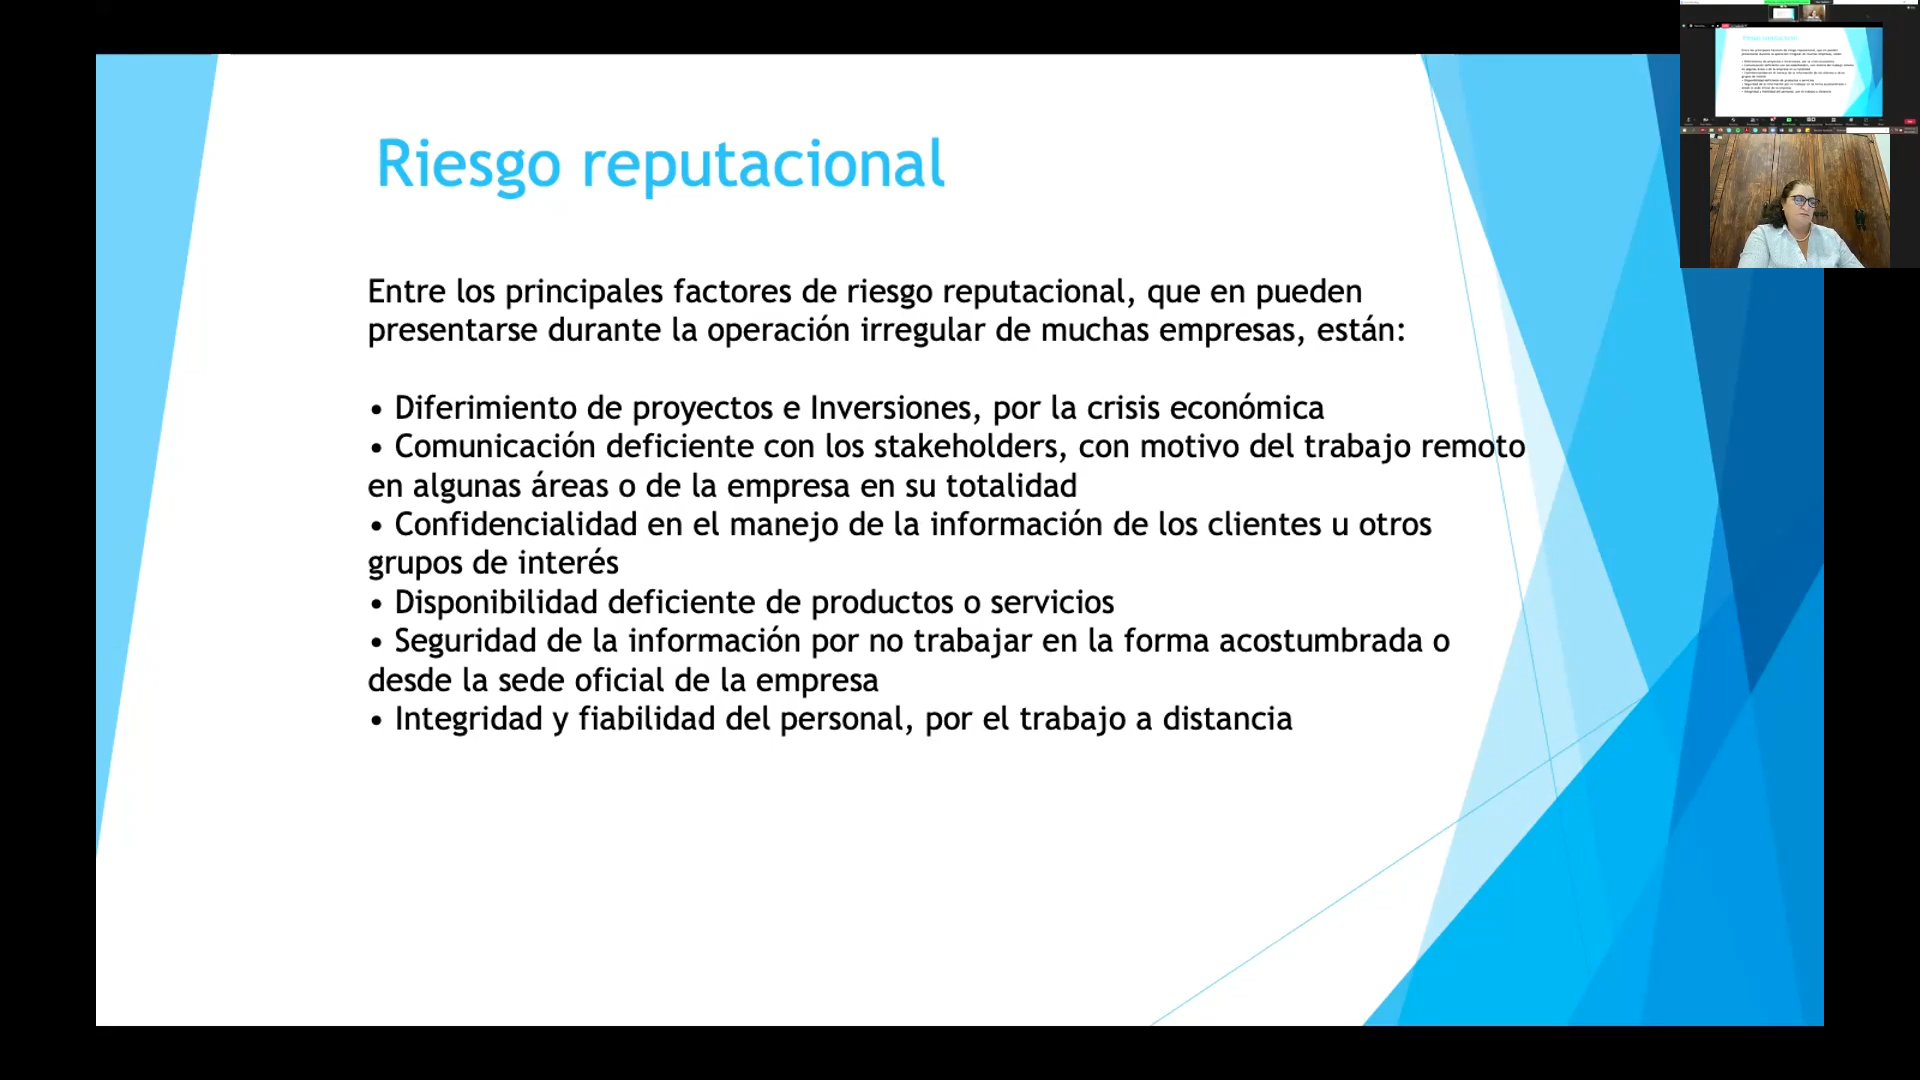 Riesgo reputacional
Entre los principales factores de riesgo reputacional, que en pueden
presentarse durante la operación irregular de muchas empresas, están:
• Diferimiento de proyectos e Inversiones, por la crisis económica
• Comunicación deficiente con los stakeholders, con motivo del trabajo remoto
en algunas áreas o de la empresa en su totalidad
• Confidencialidad en el manejo de la información de los clientes u otros
grupos de interés
• Disponibilidad deficiente de productos o servicios
• Seguridad de la información por no trabajar en la forma acostumbrada o
desde la sede oficial de la empresa
• Integridad y fiabilidad del personal, por el trabajo a distancia